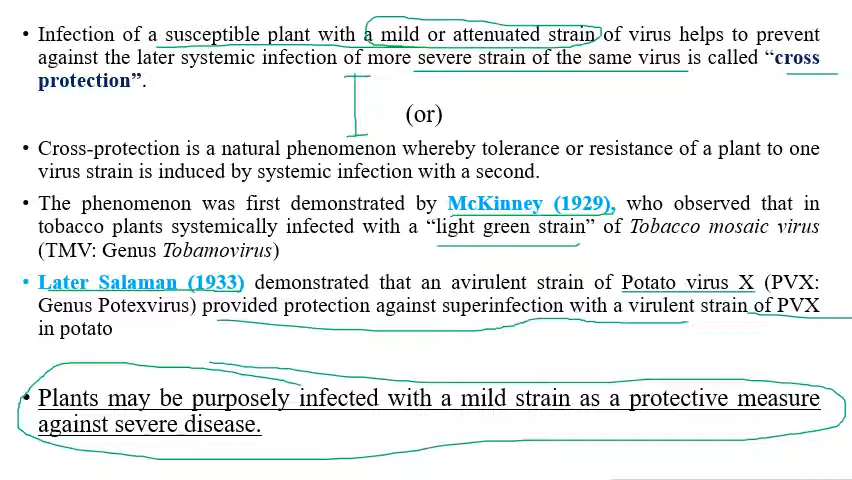 • Infection of a susceptible plant with a mild or attenuated strain of virus helps to prevent
against the later systemic infection of more severe strain of the same virus is called “cross
protection”.
(or)
• Cross-protection is a natural phenomenon whereby tolerance or resistance of a plant to one
virus strain is induced by systemic infection with a second.
• The phenomenon was first demonstrated by McKinney (1929), who observed that in
tobacco plants systemically infected with a “light green strain” of Tobacco mosaic virus
(TMV: Genus Tobamovirus)
• Later Salaman (1933) demonstrated that an avirulent strain of Potato virus X (PVX:
Genus Potexvirus) provided protection against superinfection with a virulent strain of PVX
in potato
• Plants may be purposely infected with a mild strain as a protective measure
against severe disease.